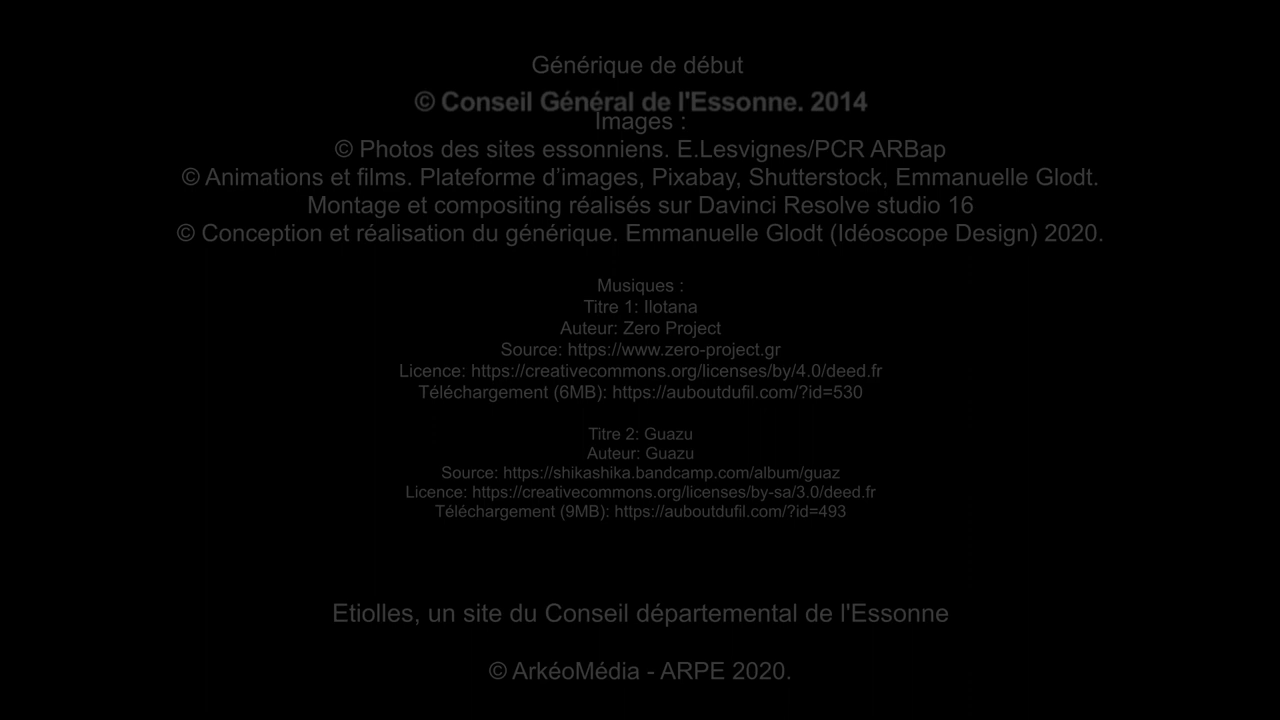 Générique de début
© Conseil Général de l'Essonne. 2014
Images :
© Photos des sites essonniens. E.Lesvignes/PCR ARBap
© Animations et films. Plateforme d’images, Pixabay, Shutterstock, Emmanuelle Glodt.
Montage et compositing réalisés sur Davinci Resolve studio 16
© Conception et réalisation du générique. Emmanuelle Glodt (Idéoscope Design) 2020.
Musiques :
Titre 1: Ilotana
Auteur: Zero Project
Source: https://www.zero-project.gr
Licence: https://creativecommons.org/licenses/by/4.0/deed.fr
Téléchargement (6MB): https://auboutdufil.com/?id=530
Titre 2: Guazu
Auteur: Guazu
Source: https://shikashika.bandcamp.com/album/guaz
Licence: https://creativecommons.org/licenses/by-sa/3.0/deed.fr
Téléchargement (9MB): https://auboutdufil.com/?id=493
Etiolles, un site du Conseil départemental de l'Essonne
© ArkéoMédia - ARPE 2020.